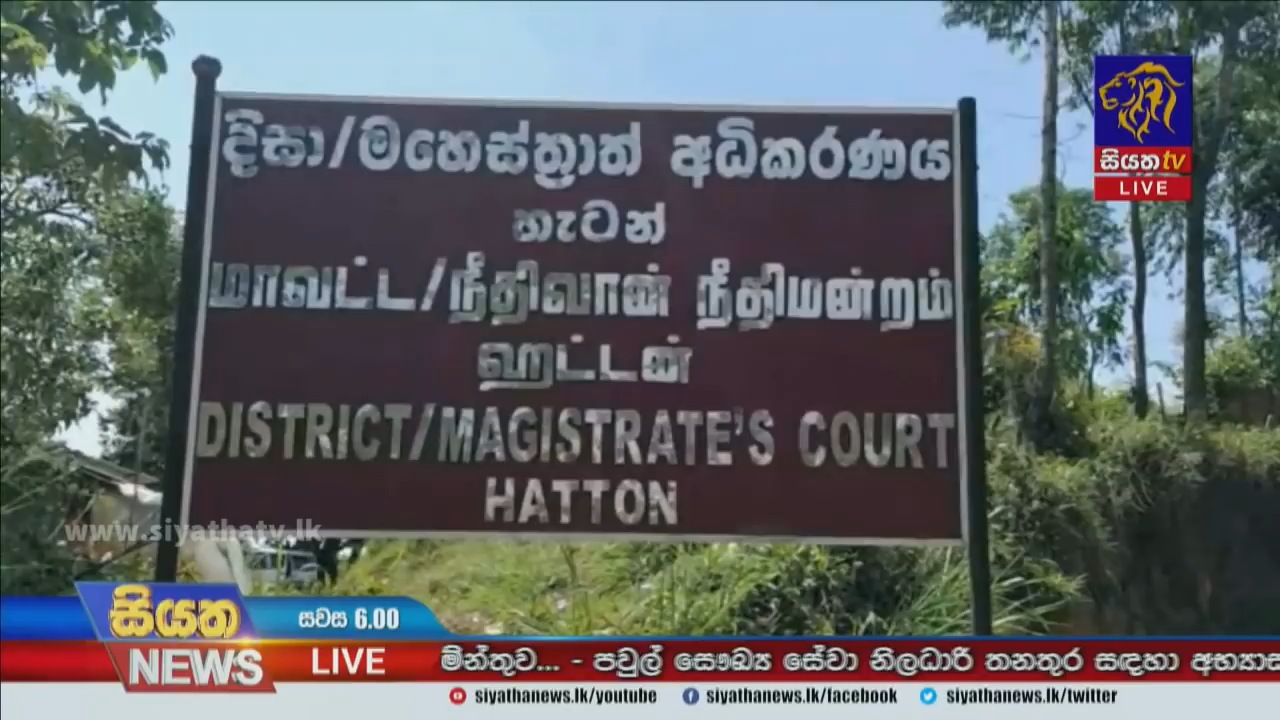 දිසා/මහෙස්ත්‍රාත් අධිකරණය
හැටන්
மாவட்ட/நீதிவான் நீதிமன்றம்
ஹட்டன்
DISTRICT/MAGISTRATE'S COURT
HATTON
සියත tv
LIVE
www.siyathatv.lk
සියත
සවස 6.00
NEWS
LIVE
මින්තුව... - පවුල් සෞඛ්‍ය සේවා නිලධාරී තනතුර සඳහා
siyathanews.lk/youtube
siyathanews.lk/facebook
siyathanews.lk/twitter